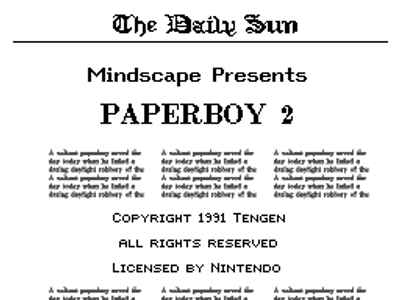 The Daily Sun
Mindscape Presents
PAPERBOY 2
A valiant paperboy saved the
day today when he foiled a
daring daylight robbery of the
A valiant paperboy saved the
day today when he foiled a
daring daylight robbery of the
A valiant paperboy saved the
day today when he foiled a
daring daylight robbery of the
A valiant paperboy saved the
day today when he foiled a
daring daylight robbery of the
A valiant paperboy saved the
day today when he foiled a
daring daylight robbery of the
A valiant paperboy saved the
day today when he foiled a
daring daylight robbery of the
COPYRIGHT 1991 TENGEN
ALL RIGHTS RESERVED
LICENSED BY NINTENDO
A valiant paperboy saved the
day today when he foiled a
A valiant paperboy saved the
day today when he foiled a
A valiant paperboy saved the
day today when he foiled a